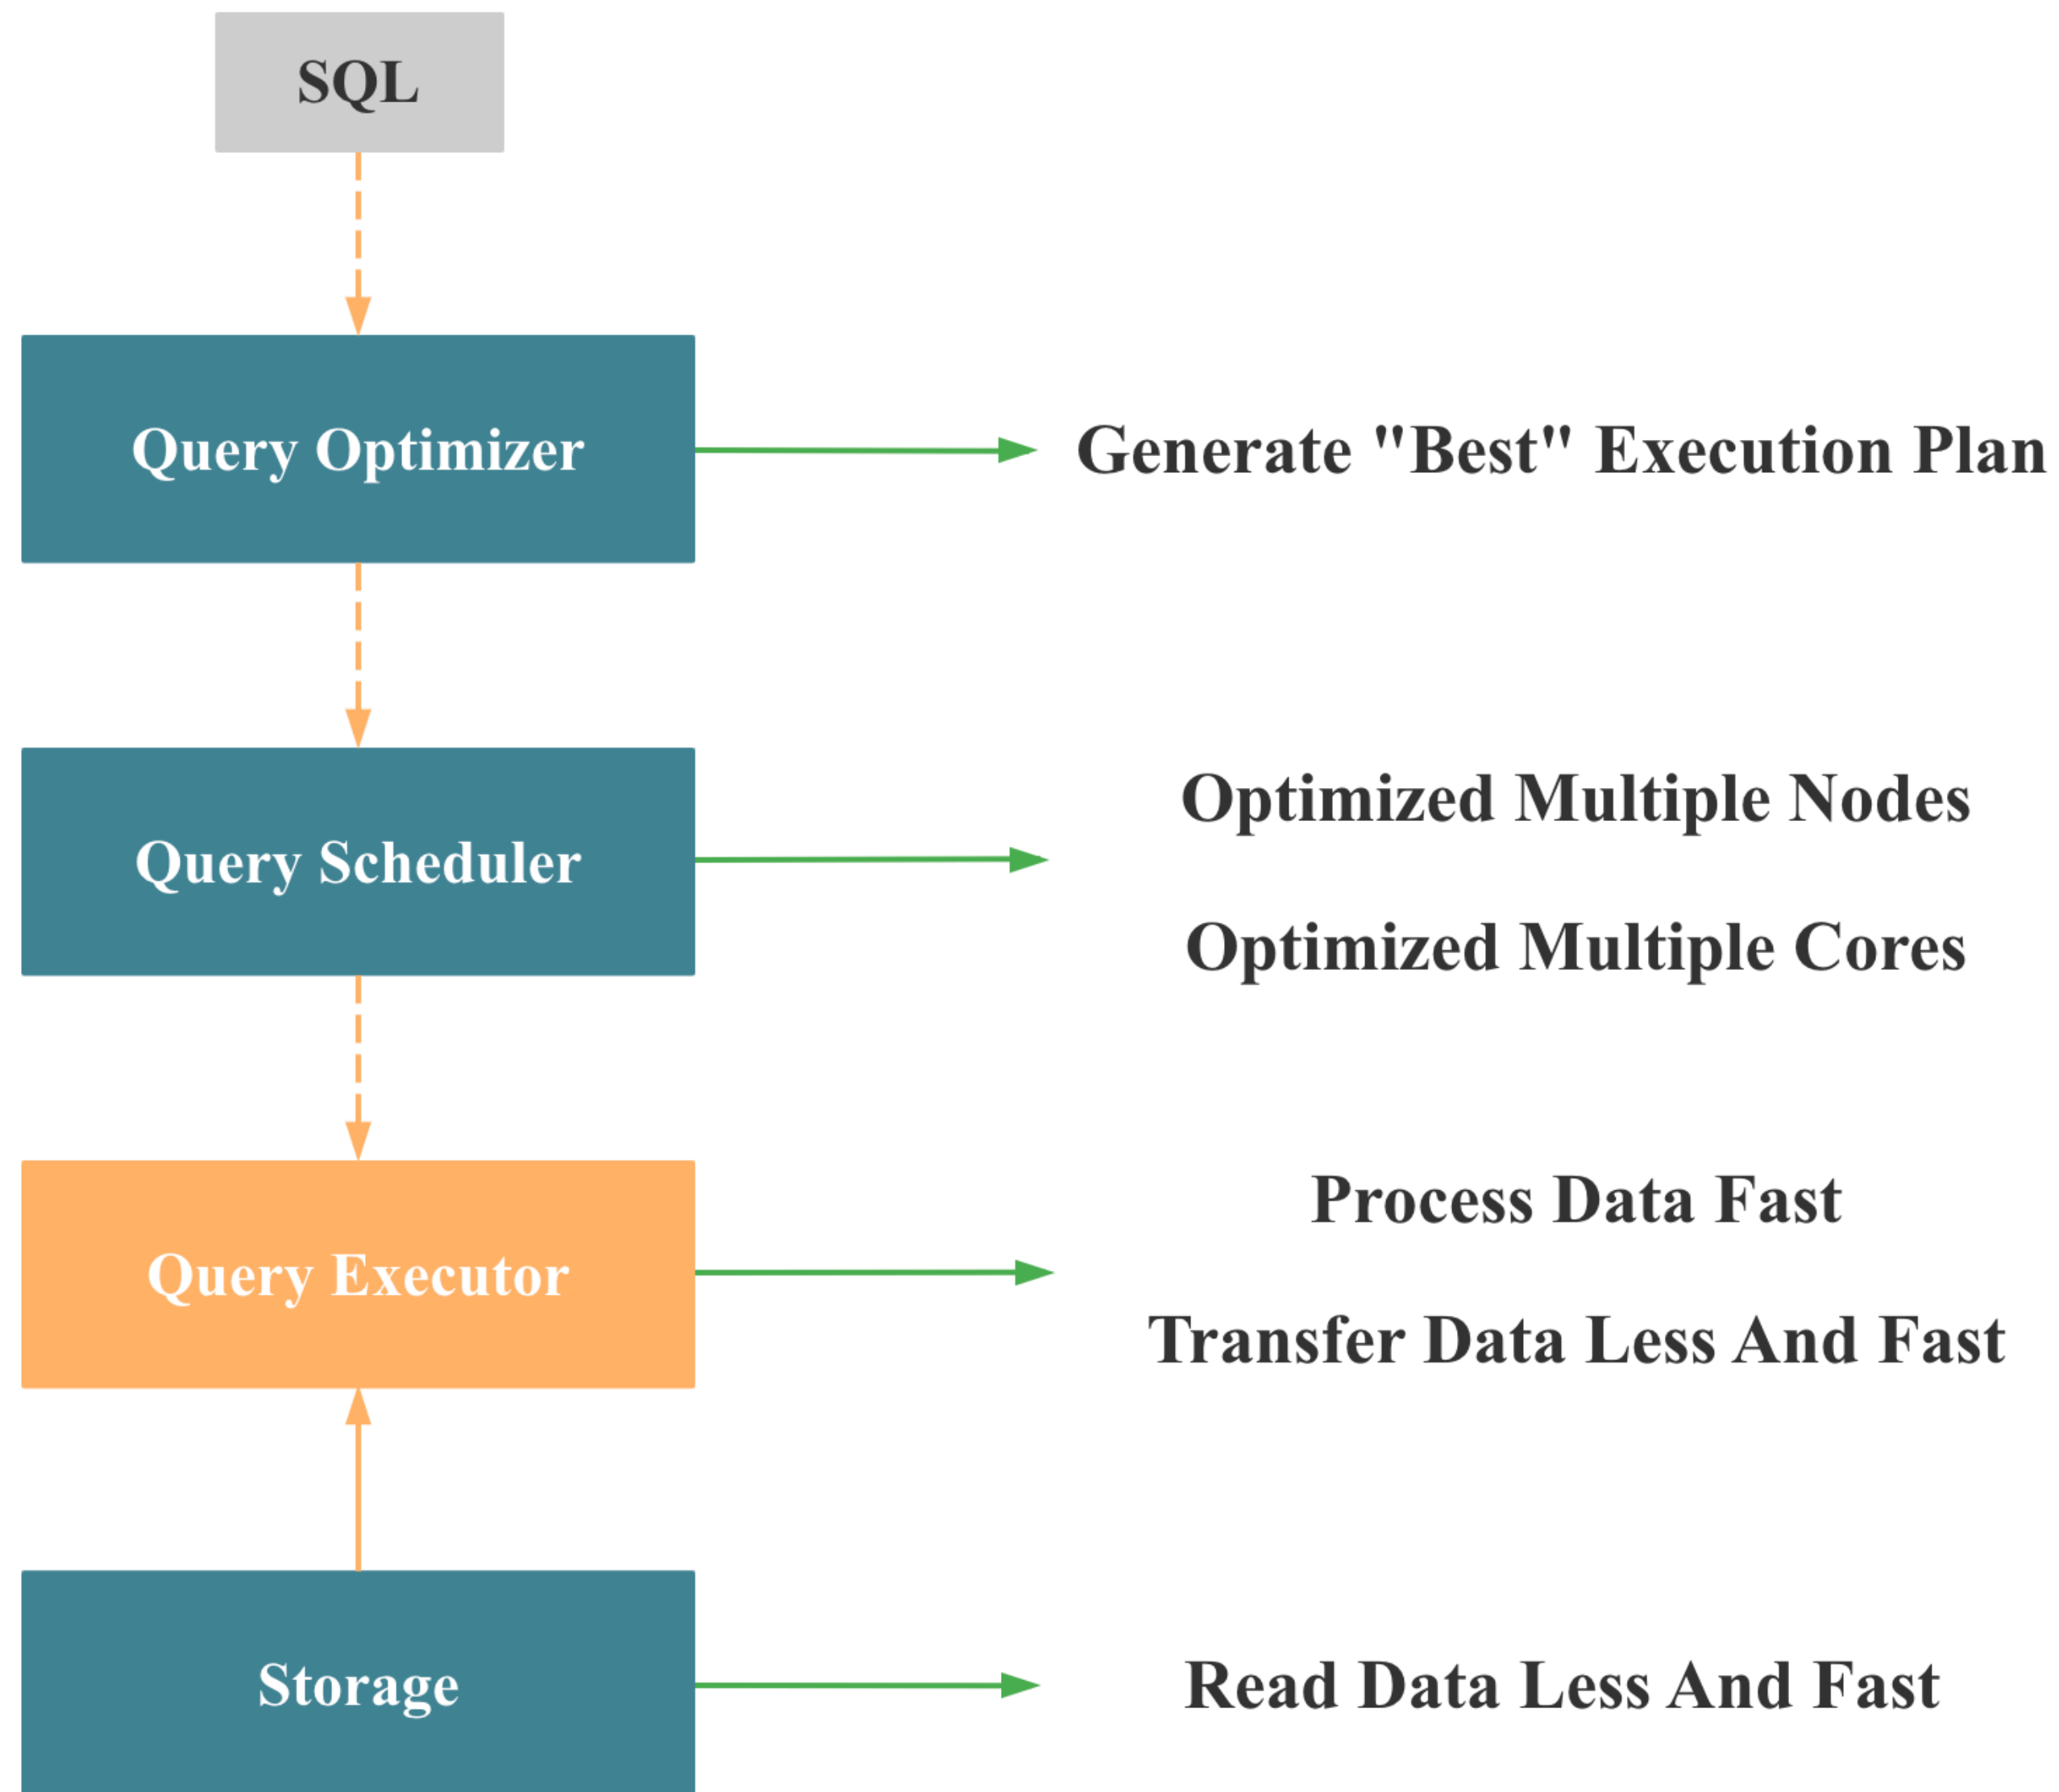 SQL
Query Optimizer
Generate "Best" Execution Plan
Query Scheduler
Optimized Multiple Nodes
Optimized Multiple Cores
Query Executor
Process Data Fast
Transfer Data Less And Fast
Storage
Read Data Less And Fast